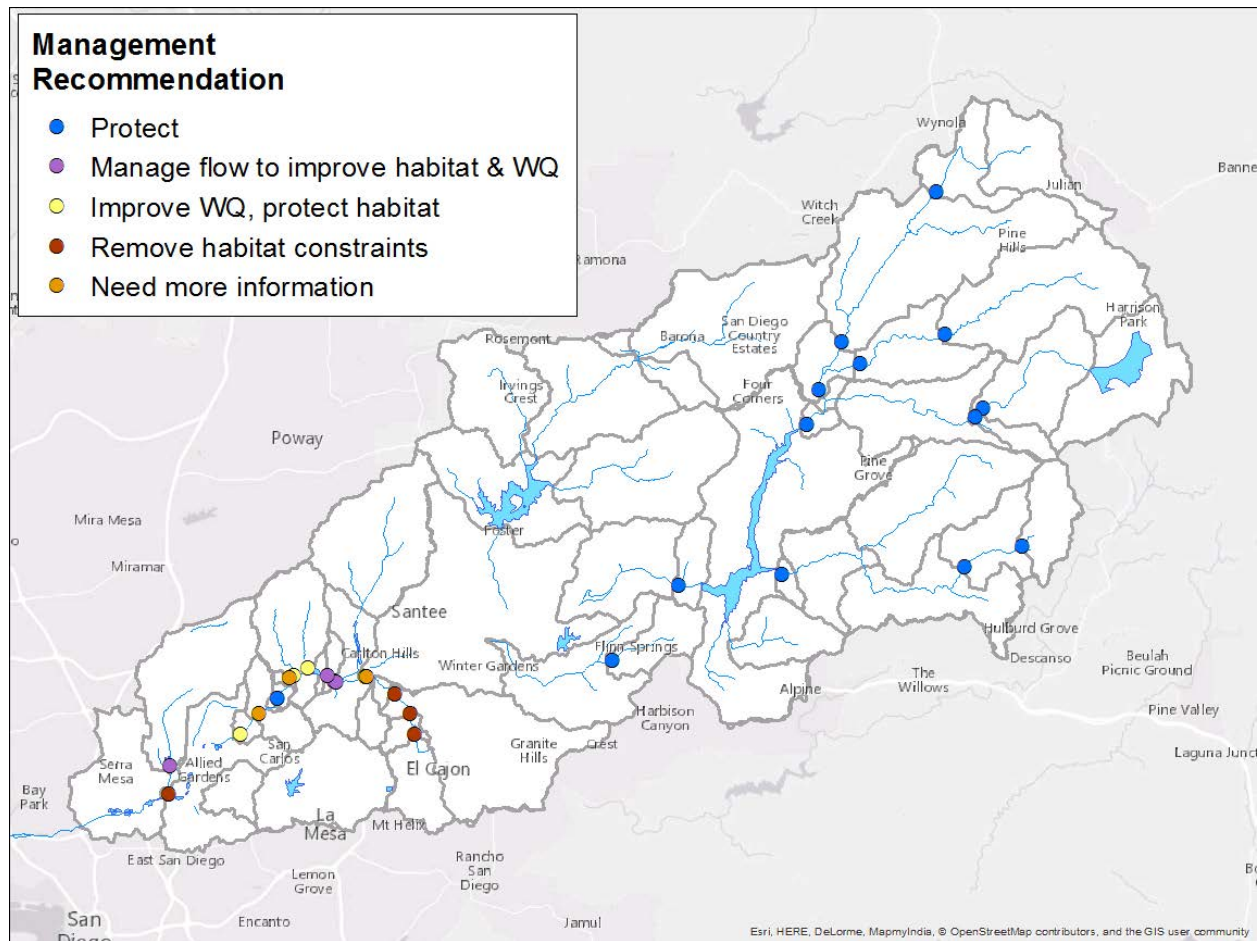 Management
Recommendation
Protect
Manage flow to improve habitat & WQ
Improve WQ, protect habitat
Remove habitat constraints
Need more information
Wynola
Julian
Witch
Creek
Pine
Hills
Ramona
Harrison
Park
Rosemont
Barona
San Diego
Country
Estates
Irvings
Crest
Four
Corners
Poway
Pine
Grove
Mira Mesa
Foster
Miramar
Santee
Carlton Hills
Winter Gardens
Flinn Springs
Hulburd Grove
Descanso
Beulah
Picnic Ground
The
Willows
Alpine
Pine Valley
Harbison
Canyon
Laguna Junct
San
Carlos
Granite
Hills
Crest
Serra
Mesa
Allied
Gardens
El Cajon
Bay
Park
La
Mesa
Mt Helix
East San Diego
Rancho
San
Diego
Lemon
Grove
Encanto
Jamul
San
Esri, HERE, DeLorme, MapmyIndia, © OpenStreetMap contributors, and the GIS user community